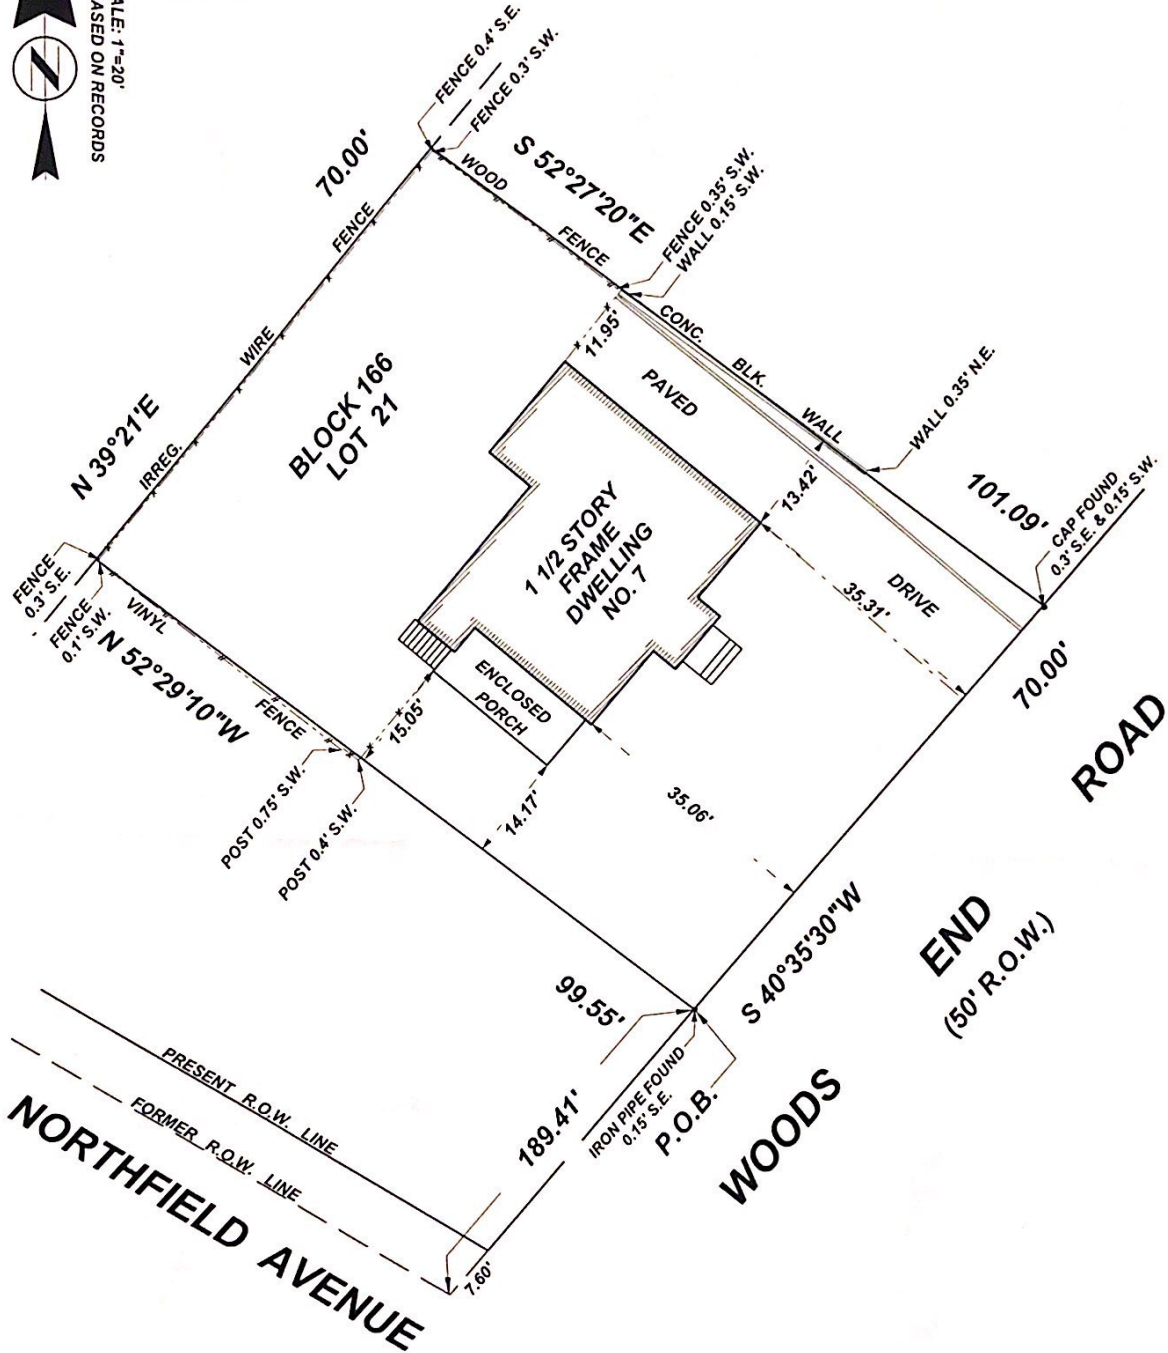 ALE: 1"=20'
ASED ON RECORDS
N
FENCE 0.4' S.E.
FENCE 0.3' S.W.
70.00'
S 52°27'20"E
WOOD
FENCE
FENCE 0.35' S.W.
WALL 0.15' S.W.
FENCE
WIRE
IRREG.
N 39°21'E
BLOCK 166
LOT 21
11.95'
CONC.
BLK.
WALL
PAVED
WALL 0.35' N.E.
13.42'
101.09'
CAP FOUND
0.3' S.E. & 0.15' S.W.
1 1/2 STORY
FRAME
DWELLING
NO. 7
35.31'
DRIVE
FENCE
0.3' S.E.
FENCE
0.1' S.W.
VINYL
FENCE
N 52°29'10"W
ENCLOSED
PORCH
15.05'
70.00'
POST 0.75' S.W.
POST 0.4' S.W.
14.17'
35.06'
S 40°35'30"W
99.55'
189.41'
IRON PIPE FOUND
0.15' S.E.
P.O.B.
WOODS
END
ROAD
(50' R.O.W.)
PRESENT R.O.W. LINE
FORMER R.O.W. LINE
7.60'
NORTHFIELD AVENUE